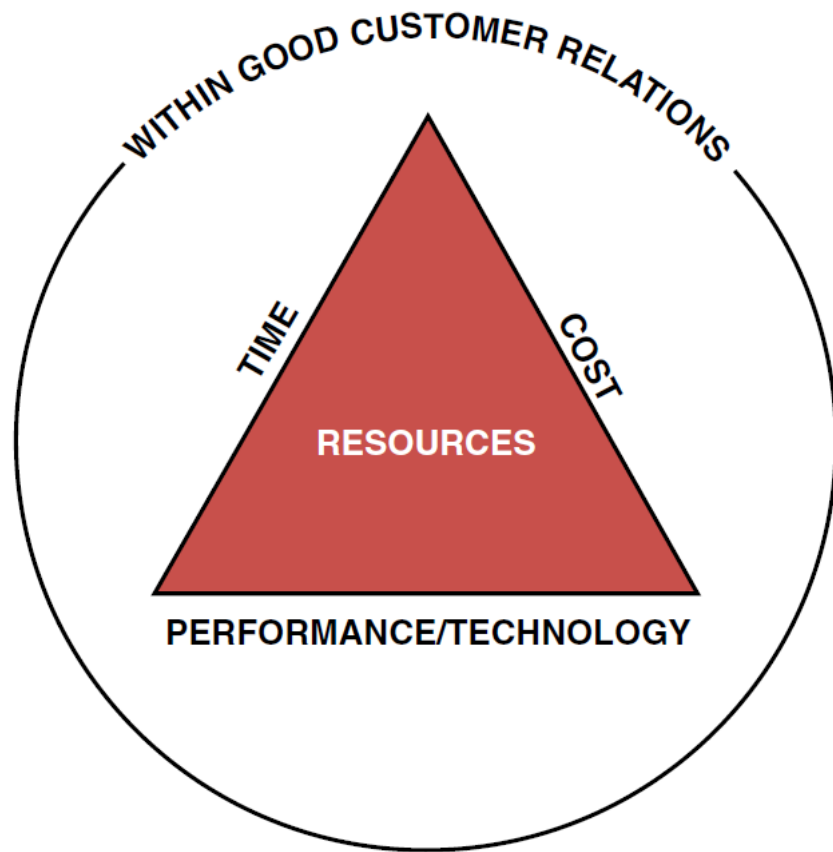 WITHIN GOOD CUSTOMER RELATIONS
TIME
COST
RESOURCES
PERFORMANCE/TECHNOLOGY